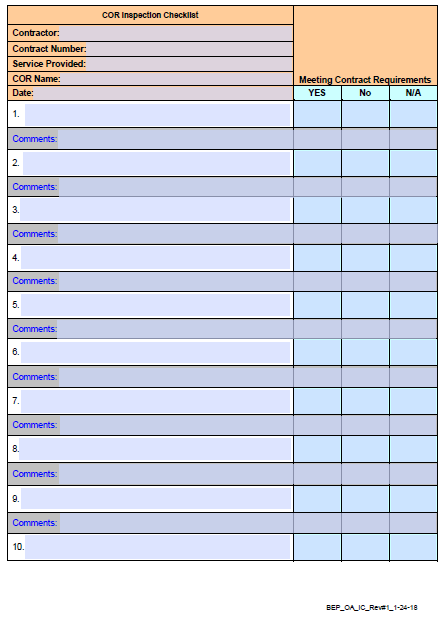 COR Inspection Checklist
Contractor:
Contract Number:
Service Provided:
COR Name:
Meeting Contract Requirements
Date:
YES No N/A
1.
Comments:
2.
Comments:
3.
Comments:
4.
Comments:
5.
Comments:
6.
Comments:
7.
Comments:
8.
Comments:
9.
Comments:
10.
BEP_OA_IC_Rev#1_1-24-18